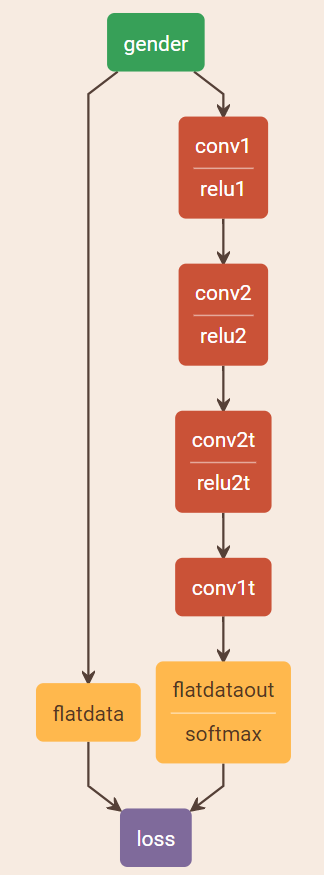 gender
conv1
relu1
conv2
relu2
conv2t
relu2t
conv1t
flatdataout
softmax
flatdata
loss